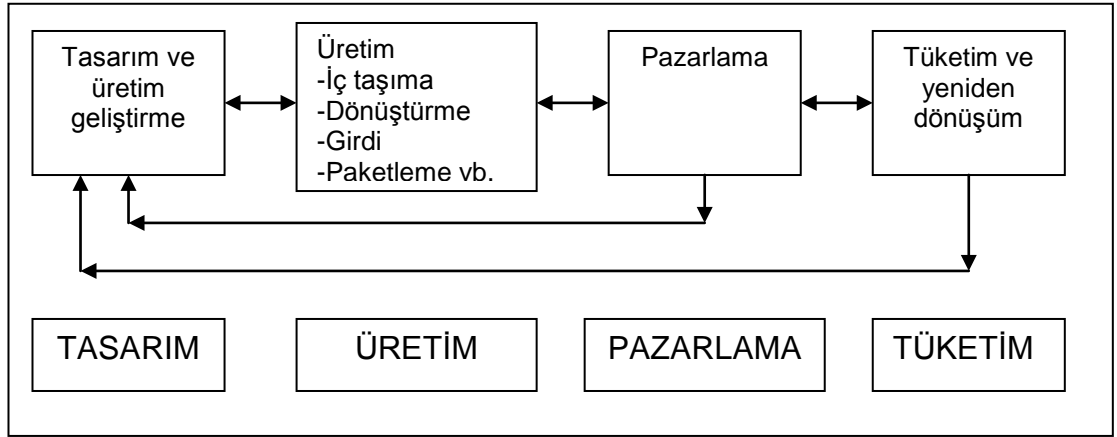 Tasarım ve
üretim
geliştirme
Üretim
-İç taşıma
-Dönüştürme
-Girdi
-Paketleme vb.
Pazarlama
Tüketim ve
yeniden
dönüşüm
TASARIM
ÜRETİM
PAZARLAMA
TÜKETİM